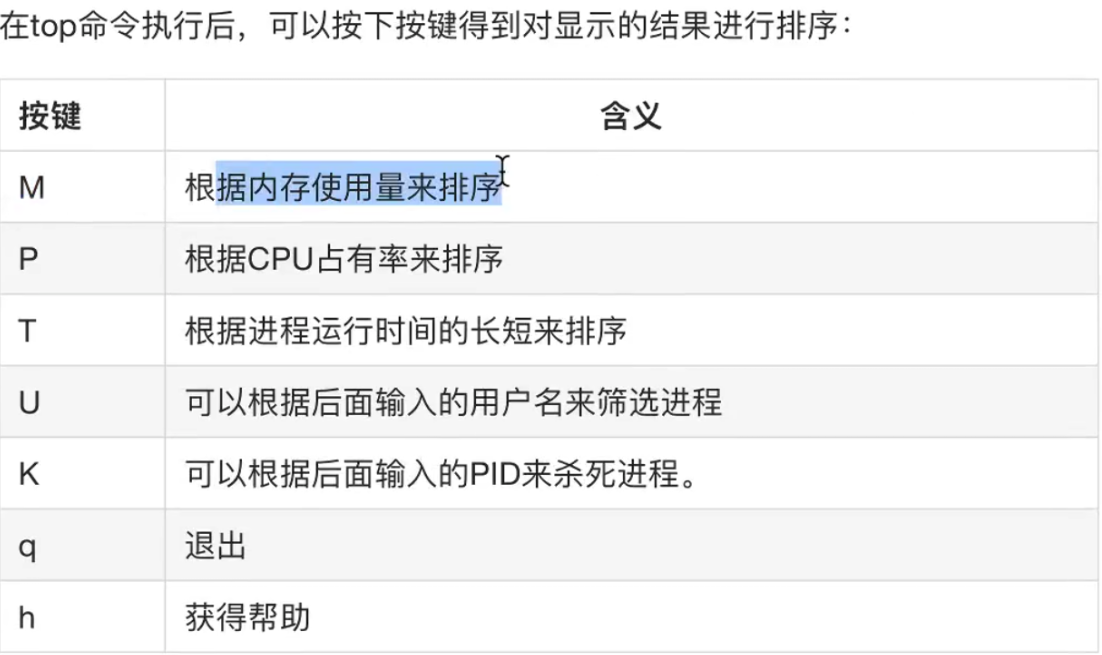 在top命令执行后，可以按下按键得到对显示的结果进行排序：
按键 含义
M 根据内存使用量来排序
P 根据CPU占有率来排序
T 根据进程运行时间的长短来排序
U 可以根据后面输入的用户名来筛选进程
K 可以根据后面输入的PID来杀死进程。
q 退出
h 获得帮助